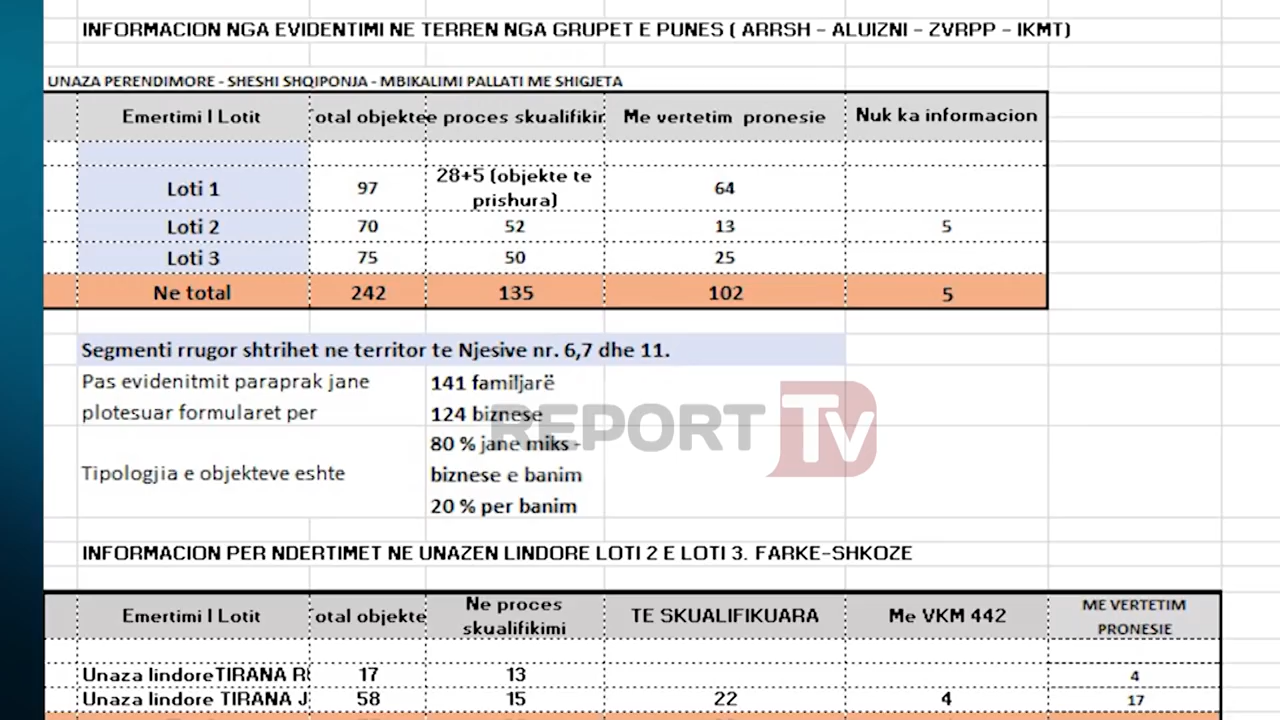 INFORMACION NGA EVIDENTIMI NE TERREN NGA GRUPET E PUNES ( ARRSH - ALUIZNI - ZVRPP - IKMT)
UNAZA PERENDIMORE - SHESHI SHQIPONJA - MBIKALIMI PALLATI ME SHIGJETA
Emertimi I Lotit otal objekte e proces skualifikir Me vertetim pronesie Nuk ka informacion
Loti 1 97 28+5 (objekte te prishura) 64
Loti 2 70 52 13 5
Loti 3 75 50 25
Ne total 242 135 102 5
Segmenti rrugor shtrihet ne territor te Njesive nr. 6,7 dhe 11.
Pas evidenitmit paraprak jane 141 familjarë
plotesuar formularet per 124 biznese
REPORT Tv
80 % jane miks -
Tipologjia e objekteve eshte biznese e banim
20 % per banim
INFORMACION PER NDERTIMET NE UNAZEN LINDORE LOTI 2 E LOTI 3. FARKE-SHKOZE
Emertimi I Lotit otal objekte Ne proces skualifikimi TE SKUALIFIKUARA Me VKM 442 ME VERTETIM PRONESIE
Unaza lindoreTIRANA 17 13 4
Unaza lindore TIRANA J 58 15 22 4 17